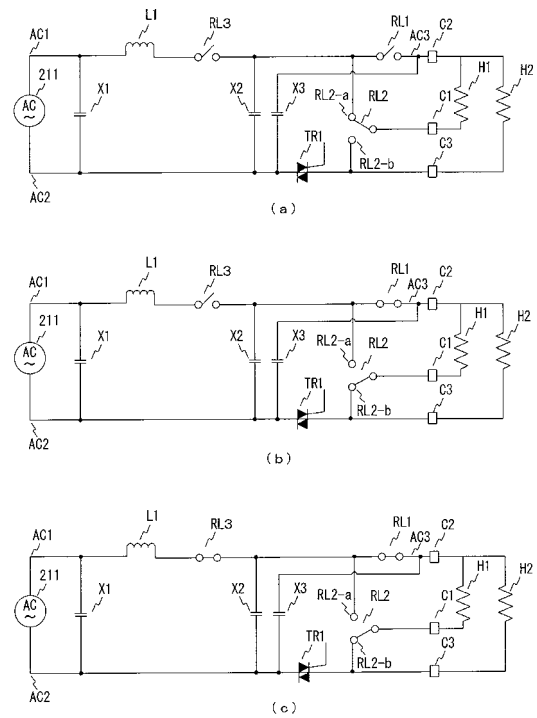 L1
AC1
RL3
RL1
AC3
C2
211
X1
H1
H2
AC
~
X2
X3
RL2-a
RL2
C1
TR1
C3
RL2-b
AC2
(a)
L1
AC1
RL3
RL1
AC3
C2
211
X1
H1
H2
AC
~
X2
X3
RL2-a
RL2
C1
TR1
C3
RL2-b
AC2
(b)
L1
AC1
RL3
RL1
AC3
C2
211
X1
H1
H2
AC
~
X2
X3
RL2-a
RL2
C1
TR1
C3
RL2-b
AC2
(c)